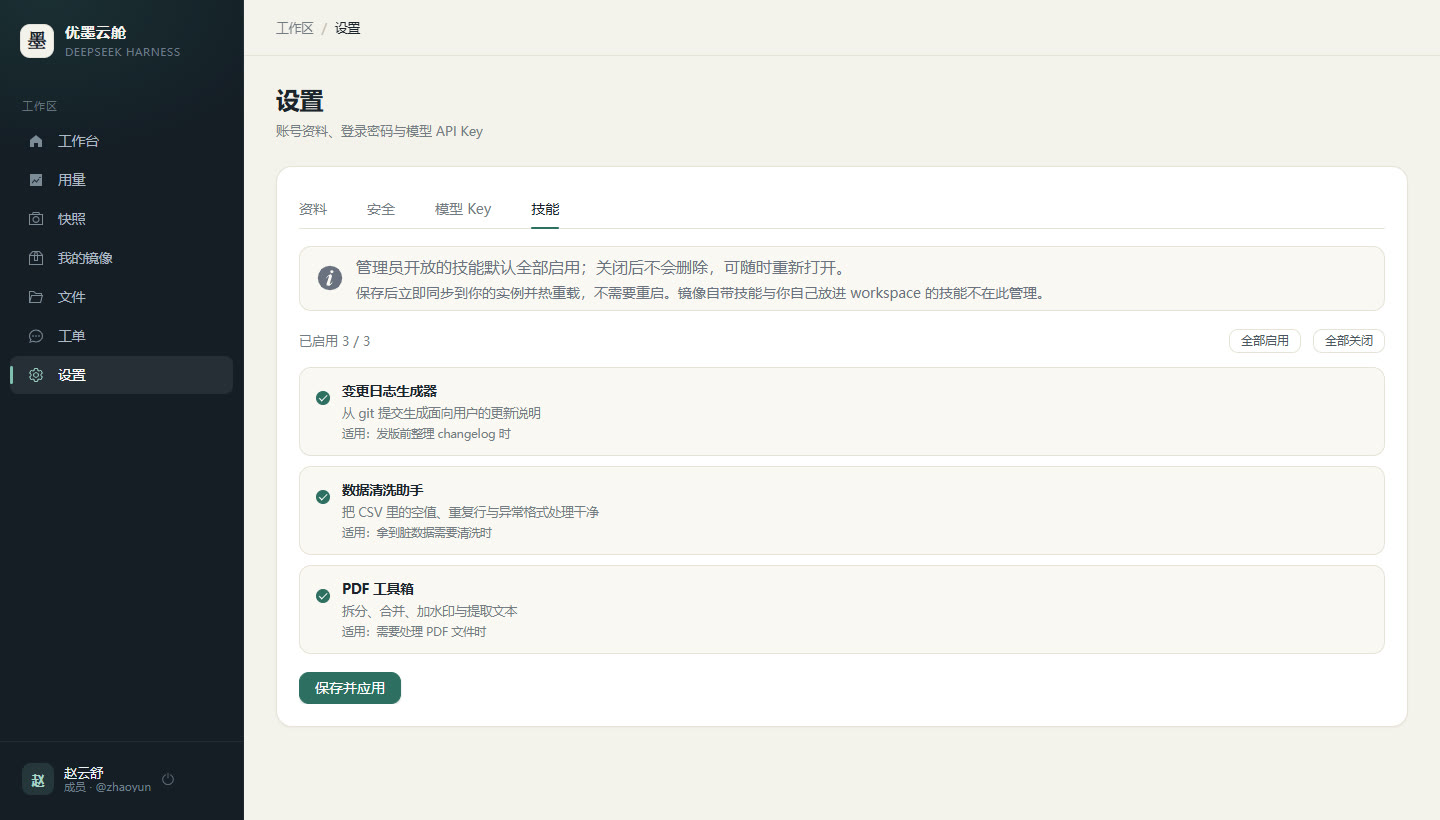 墨
优墨云舱
DEEPSEEK HARNESS
工作区
工作台
用量
快照
我的镜像
文件
工单
设置
赵
赵云舒
成员 · @zhaoyun
工作区 / 设置
设置
账号资料、登录密码与模型 API Key
资料 安全 模型 Key 技能
管理员开放的技能默认全部启用；关闭后不会删除，可随时重新打开。
保存后立即同步到你的实例并热重载，不需要重启。镜像自带技能与你自己放进 workspace 的技能不在此管理。
已启用 3 / 3
全部启用 全部关闭
变更日志生成器
从 git 提交生成面向用户的更新说明
适用：发版前整理 changelog 时
数据清洗助手
把 CSV 里的空值、重复行与异常格式处理干净
适用：拿到脏数据需要清洗时
PDF 工具箱
拆分、合并、加水印与提取文本
适用：需要处理 PDF 文件时
保存并应用